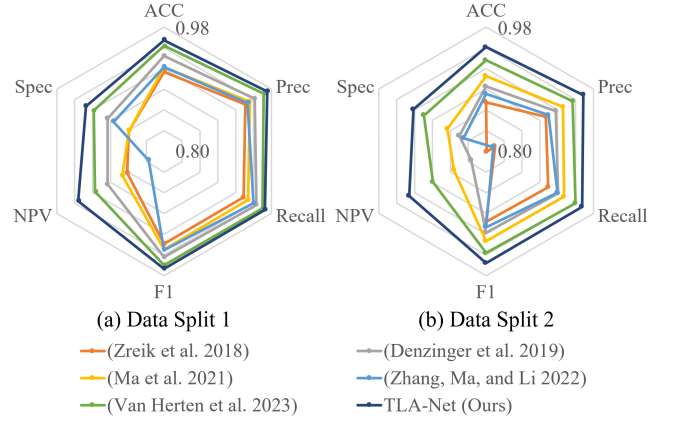 ACC
ACC
0.98
0.98
Spec
Prec
Spec
Prec
0.80
0.80
NPV
Recall
NPV
Recall
F1
F1
(a) Data Split 1
(b) Data Split 2
(Zreik et al. 2018)
(Denzinger et al. 2019)
(Ma et al. 2021)
(Zhang, Ma, and Li 2022)
(Van Herten et al. 2023)
TLA-Net (Ours)